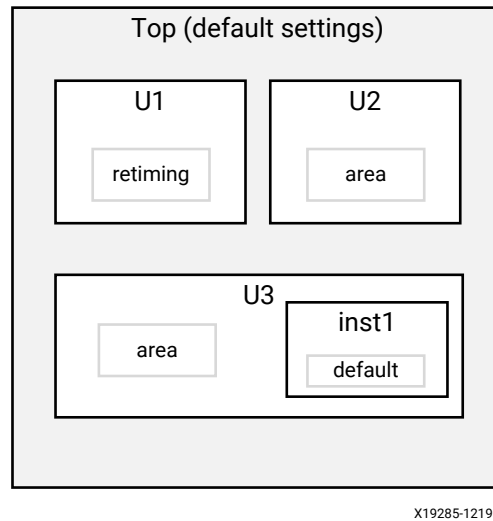 Top (default settings)
U1
U2
retiming
area
U3
inst1
area
default
X19285-1219